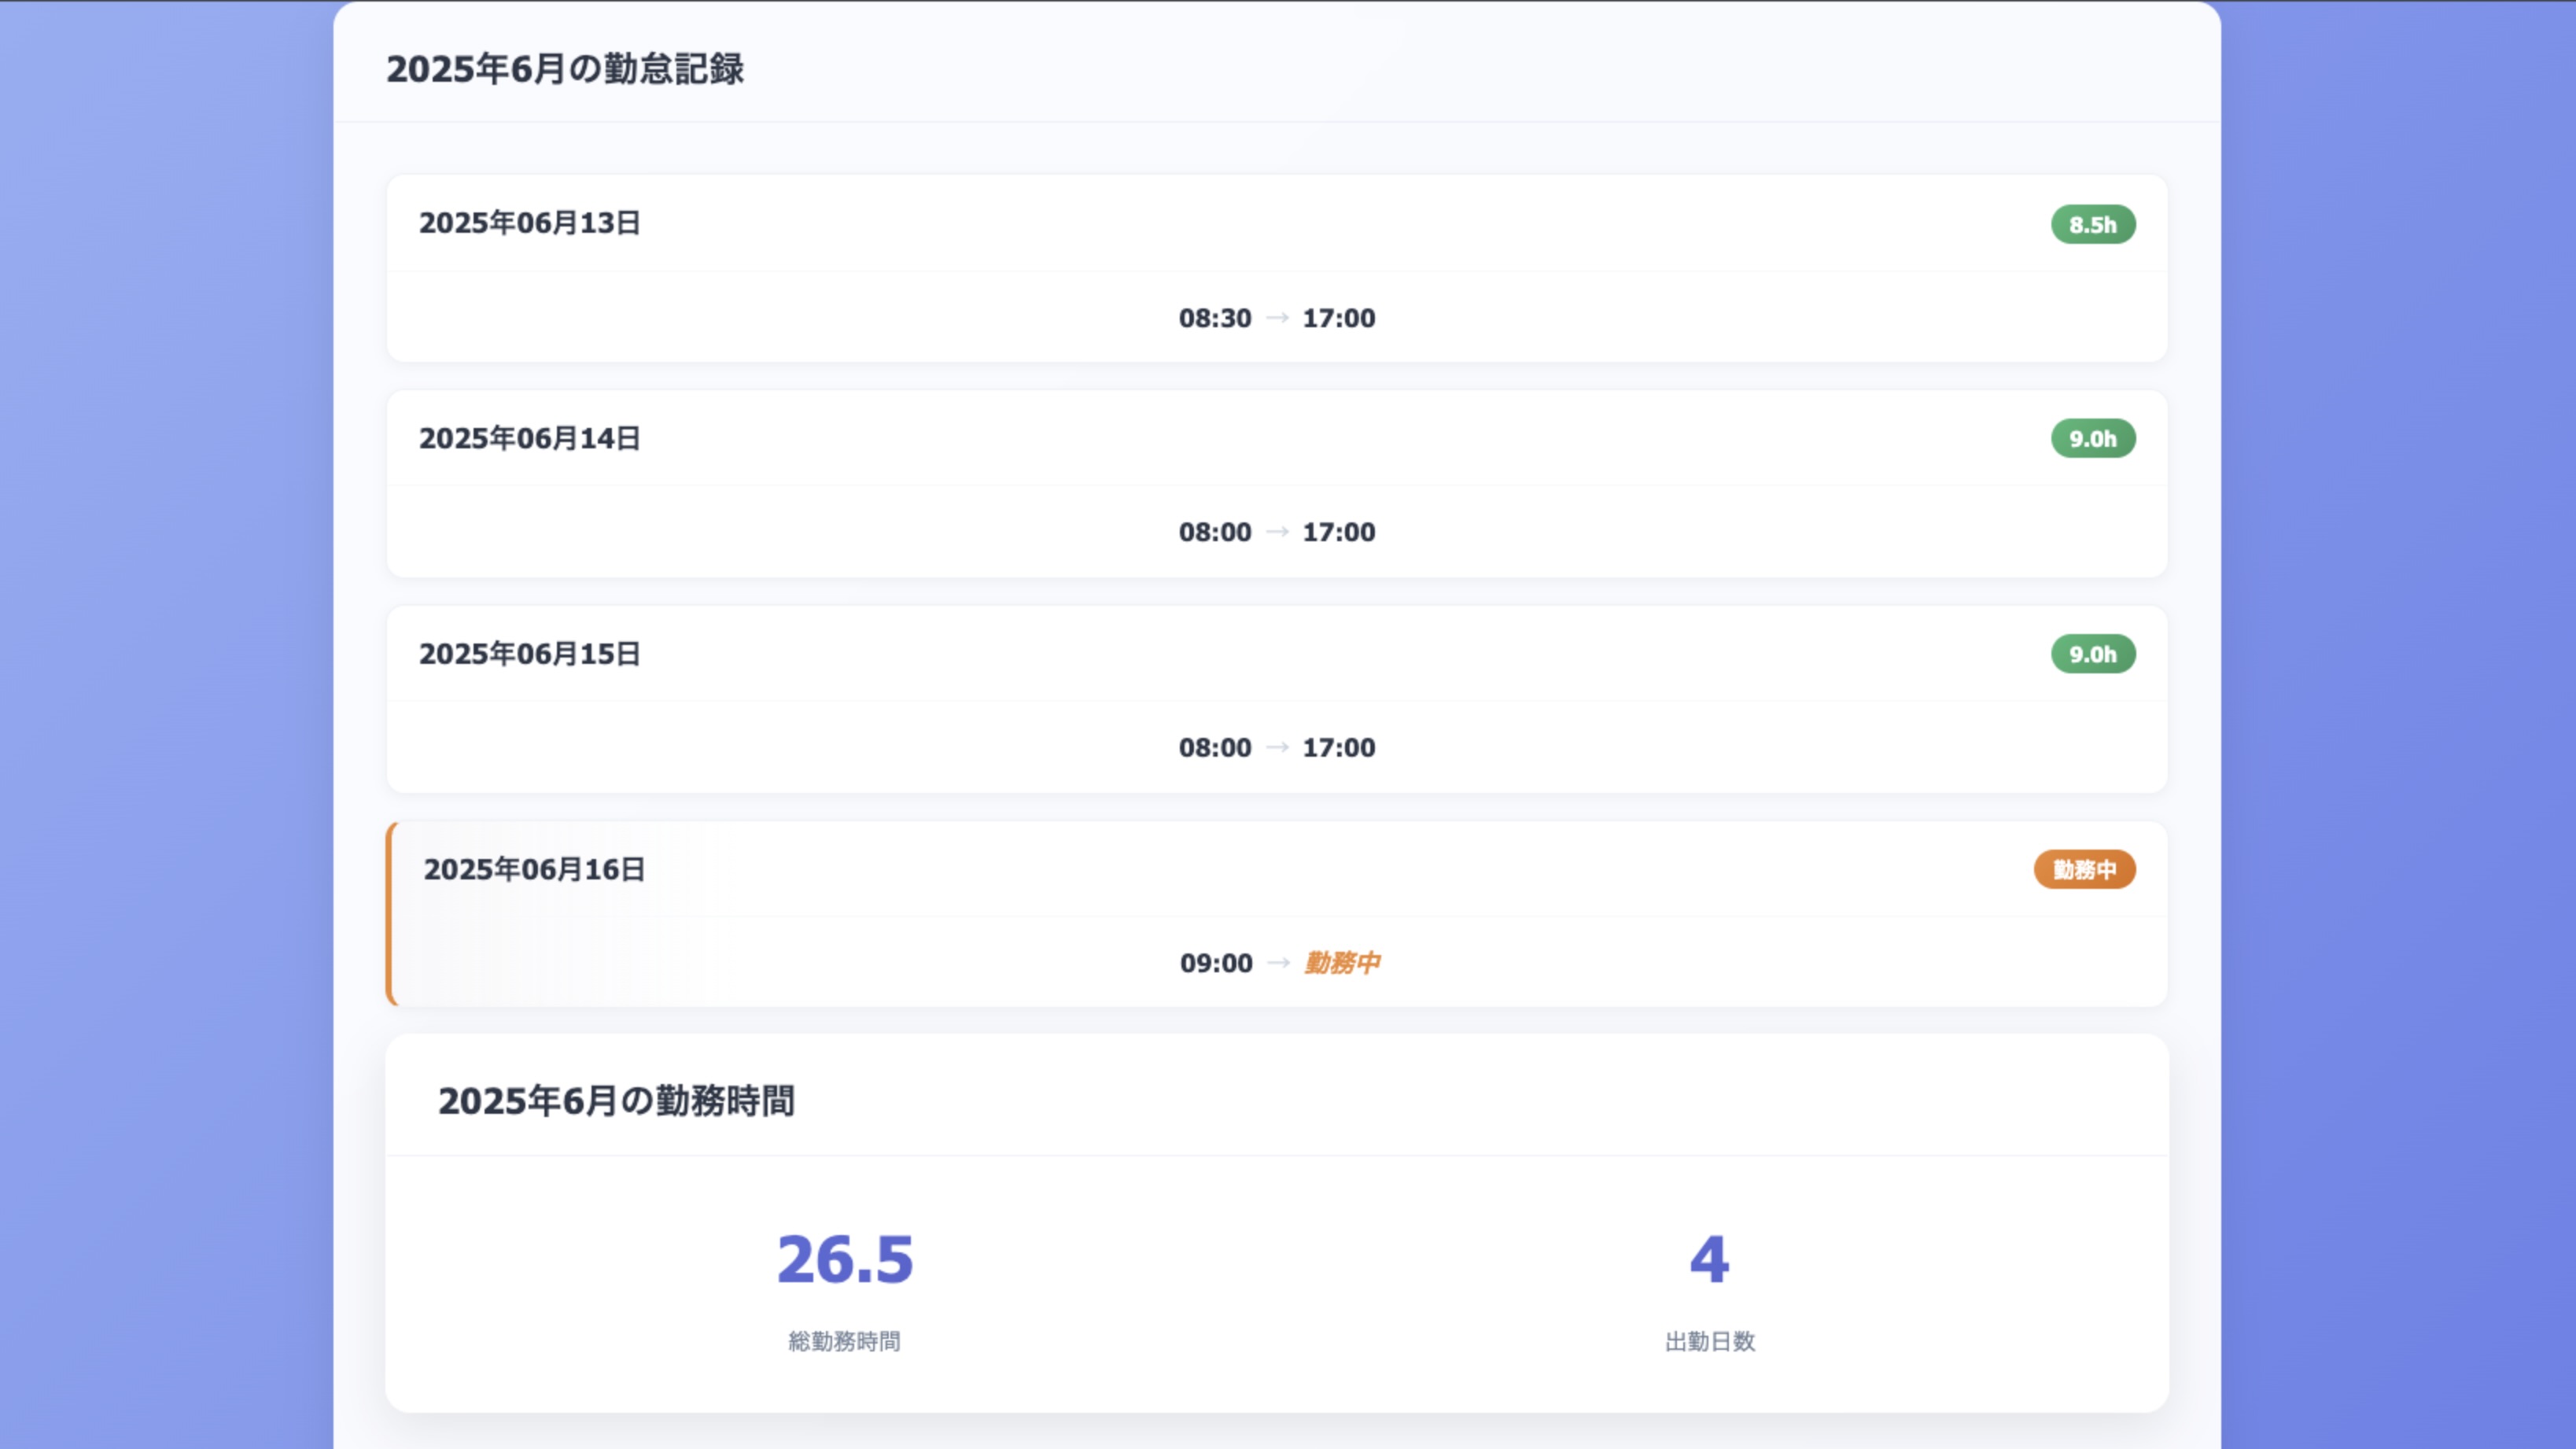 2025年6月の勤怠記録
2025年06月13日
8.5h
08:30 → 17:00
2025年06月14日
9.0h
08:00 → 17:00
2025年06月15日
9.0h
08:00 → 17:00
2025年06月16日
勤務中
09:00 → 勤務中
2025年6月の勤務時間
26.5
総勤務時間
4
出勤日数